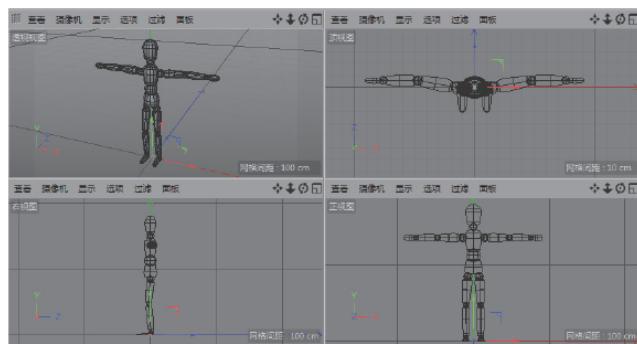 查看 摄像机 显示 选项 过滤 面板
透视视图
Y
Z
X
网格间距 : 100 cm
查看 摄像机 显示 选项 过滤 面板
顶视图
Z
X
网格间距 : 10 cm
查看 摄像机 显示 选项 过滤 面板
右视图
Y
Z
网格间距 : 100 cm
查看 摄像机 显示 选项 过滤 面板
正视图
Y
X
网格间距 : 100 cm